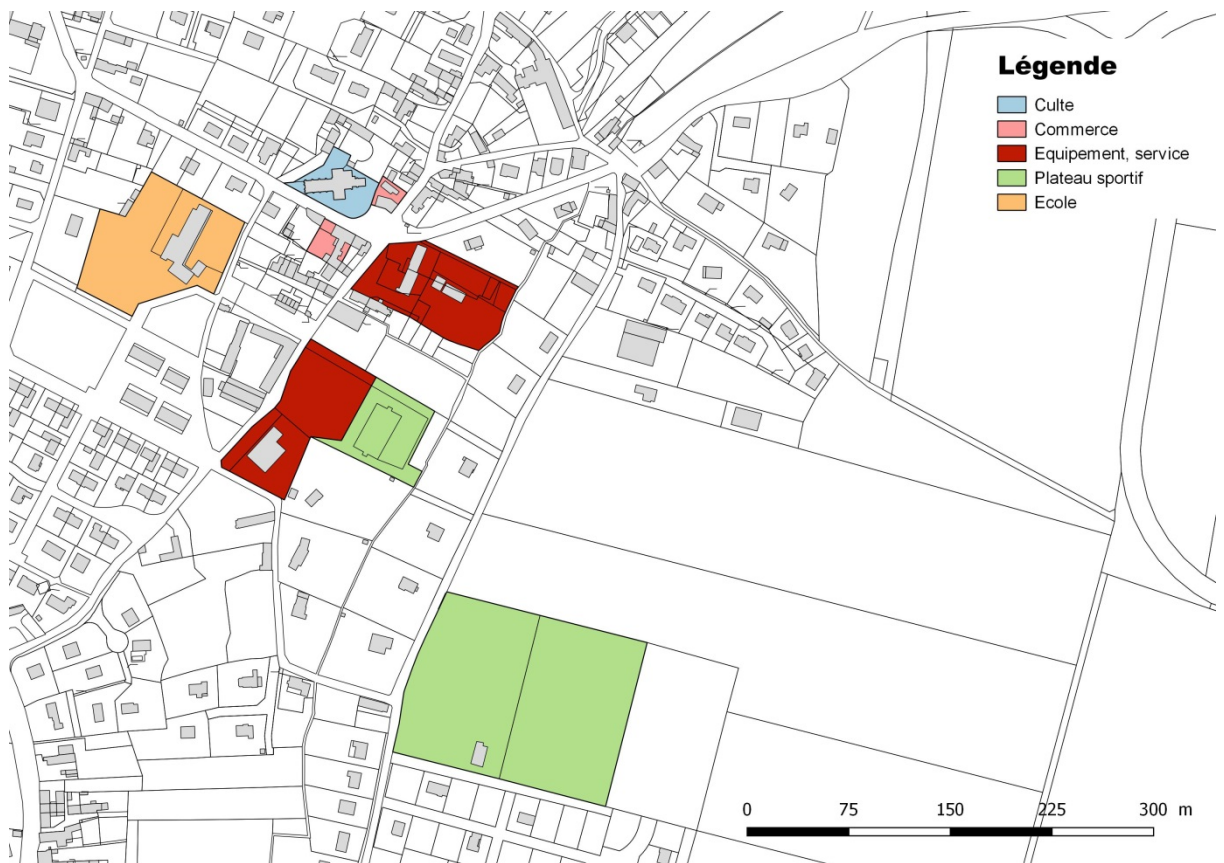 Légende
Culte
Commerce
Equipement, service
Plateau sportif
Ecole
0 75 150 225 300 m